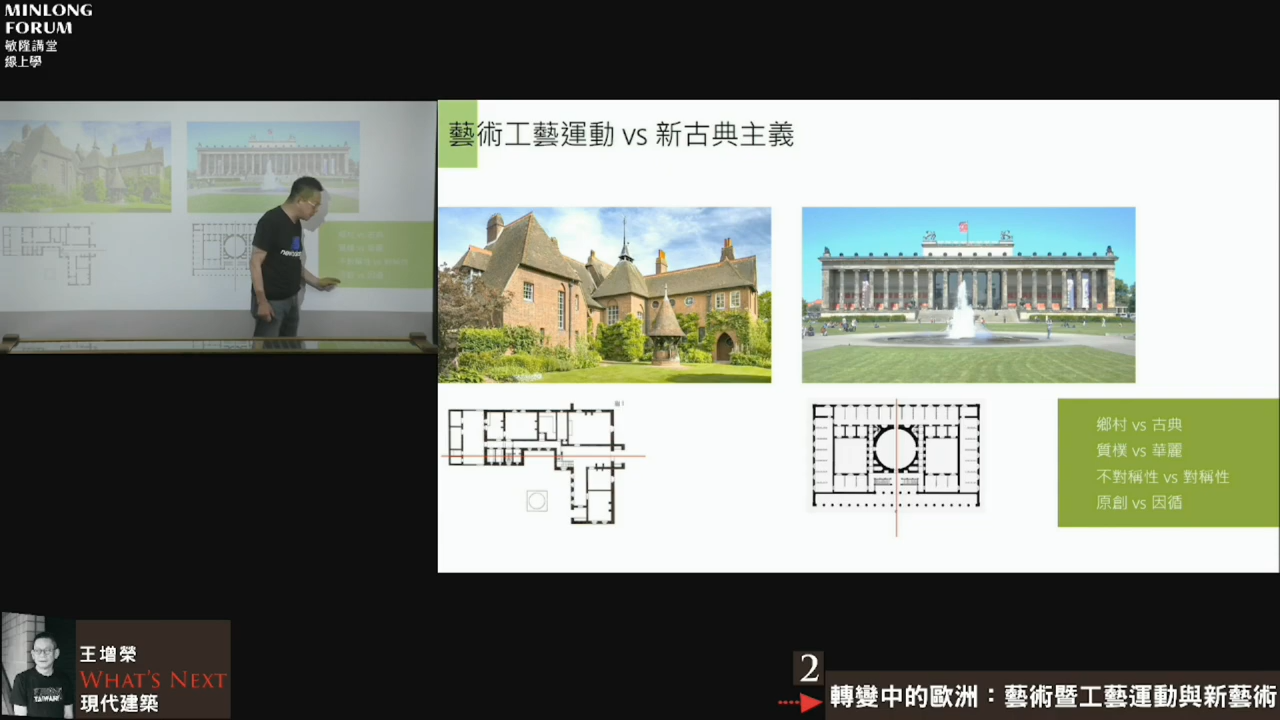 MINLONG
FORUM
敏隆講堂
線上學
藝術工藝運動 vs 新古典主義
鄉村 vs 古典
質樸 vs 華麗
不對稱性 vs 對稱性
原創 vs 因循
王增榮
WHAT'S NEXT
現代建築
2
轉變中的歐洲：藝術暨工藝運動與新藝術